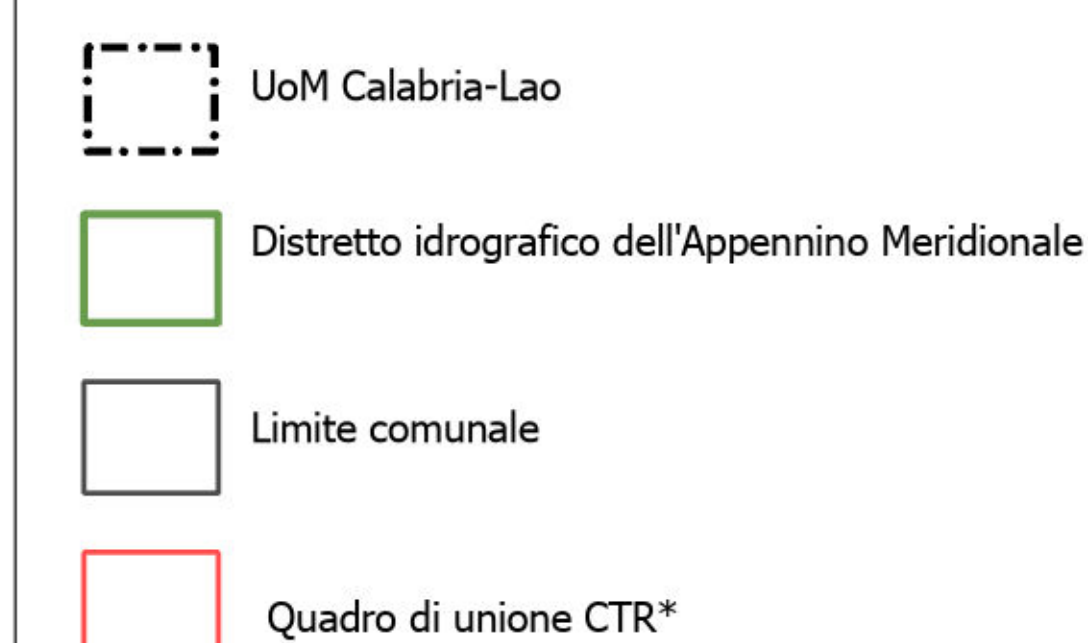 UoM Calabria-Lao
Distretto idrografico dell'Appennino Meridionale
Limite comunale
Quadro di unione CTR*